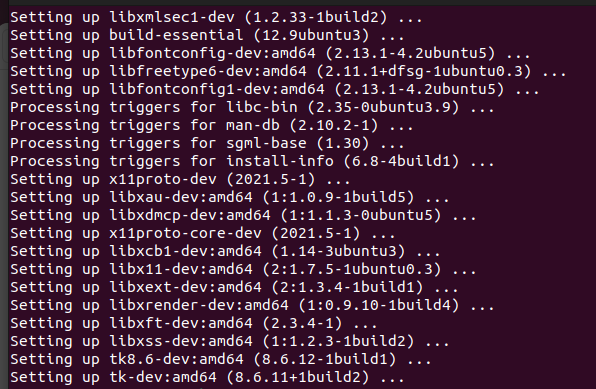 Setting up libxmlsec1-dev (1.2.33-1build2) ...
Setting up build-essential (12.9ubuntu3) ...
Setting up libfontconfig-dev:amd64 (2.13.1-4.2ubuntu5) ...
Setting up libfreetype6-dev:amd64 (2.11.1+dfsg-1ubuntu0.3) ...
Setting up libfontconfig1-dev:amd64 (2.13.1-4.2ubuntu5) ...
Processing triggers for libc-bin (2.35-0ubuntu3.9) ...
Processing triggers for man-db (2.10.2-1) ...
Processing triggers for sgml-base (1.30) ...
Processing triggers for install-info (6.8-4build1) ...
Setting up x11proto-dev (2021.5-1) ...
Setting up libxau-dev:amd64 (1:1.0.9-1build5) ...
Setting up libxdmcp-dev:amd64 (1:1.1.3-0ubuntu5) ...
Setting up x11proto-core-dev (2021.5-1) ...
Setting up libxcb1-dev:amd64 (1.14-3ubuntu3) ...
Setting up libx11-dev:amd64 (2:1.7.5-1ubuntu0.3) ...
Setting up libxext-dev:amd64 (2:1.3.4-1build1) ...
Setting up libxrender-dev:amd64 (1:0.9.10-1build4) ...
Setting up libxft-dev:amd64 (2.3.4-1) ...
Setting up libxss-dev:amd64 (1:1.2.3-1build2) ...
Setting up tk8.6-dev:amd64 (8.6.12-1build1) ...
Setting up tk-dev:amd64 (8.6.11+1build2) ...